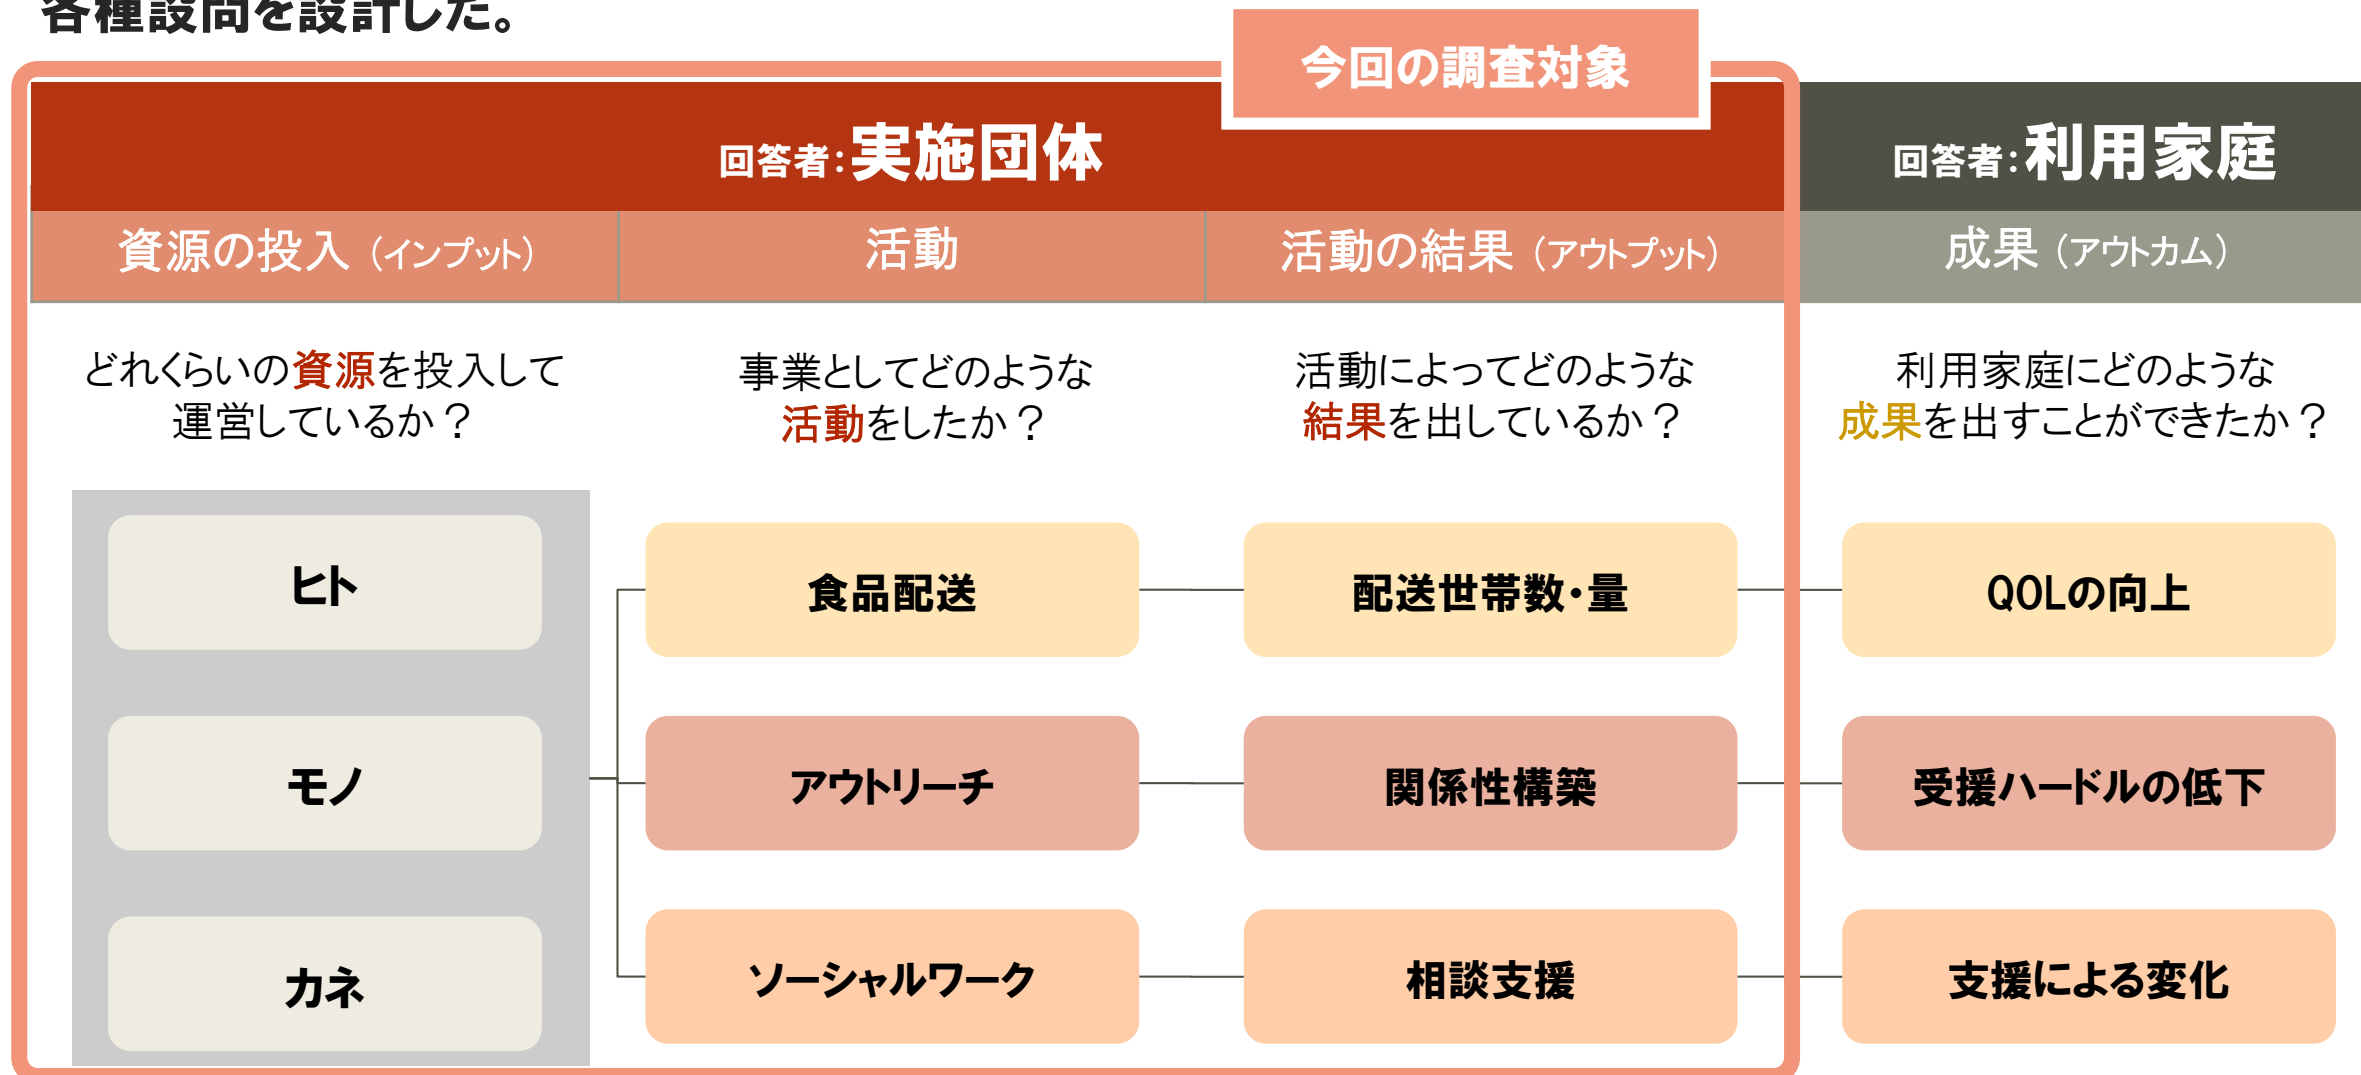 各種設問を設計した。
今回の調査対象
回答者：実施団体
回答者：利用家庭
資源の投入（インプット）
活動
活動の結果（アウトプット）
成果（アウトカム）
どれくらいの資源を投入して
運営しているか？
事業としてどのような
活動をしたか？
活動によってどのような
結果を出しているか？
利用家庭にどのような
成果を出すことができたか？
ヒト
食品配送
配送世帯数・量
QOLの向上
モノ
アウトリーチ
関係性構築
受援ハードルの低下
カネ
ソーシャルワーク
相談支援
支援による変化